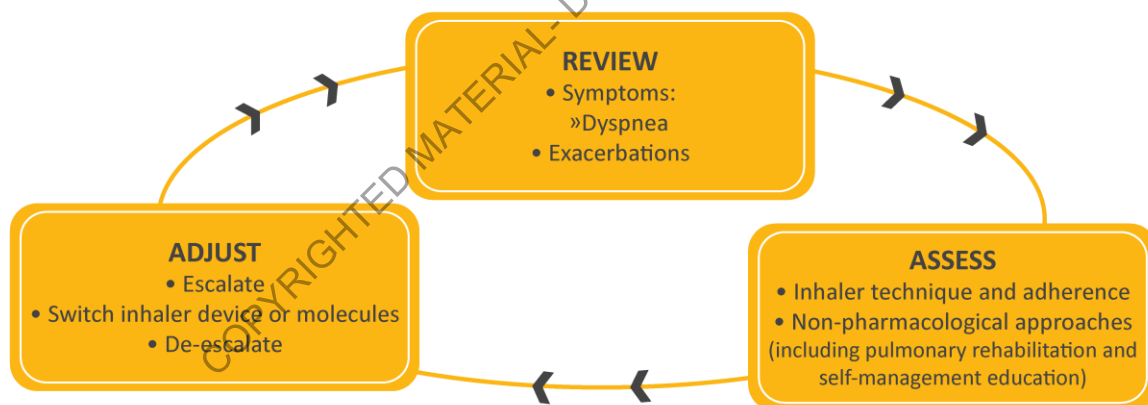 REVIEW
• Symptoms:
»Dyspnea
• Exacerbations
ADJUST
• Escalate
• Switch inhaler device or molecules
• De-escalate
ASSESS
• Inhaler technique and adherence
• Non-pharmacological approaches
(including pulmonary rehabilitation and
self-management education)
COPYRIGHTED MATERIAL- D